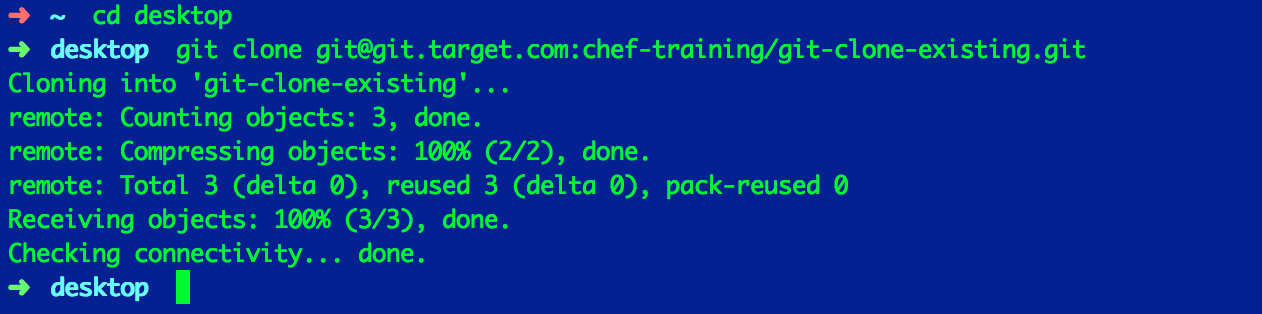 ➜ ~ cd desktop
➜ desktop git clone git@git.target.com:chef-training/git-clone-existing.git
Cloning into 'git-clone-existing'...
remote: Counting objects: 3, done.
remote: Compressing objects: 100% (2/2), done.
remote: Total 3 (delta 0), reused 3 (delta 0), pack-reused 0
Receiving objects: 100% (3/3), done.
Checking connectivity... done.
➜ desktop